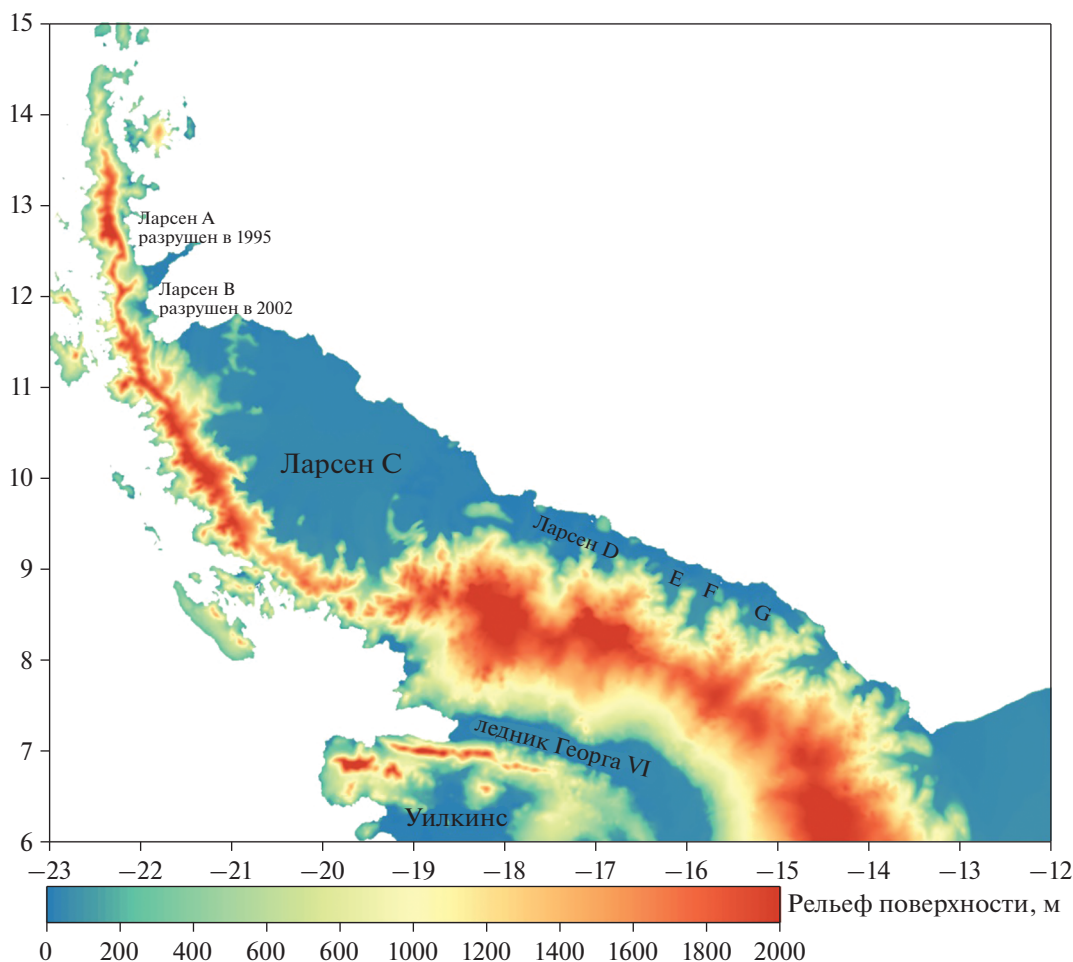 15
14
13
12
11
10
9
8
7
6
Ларсен A
разрушен в 1995
Ларсен B
разрушен в 2002
Ларсен C
Ларсен D
E
F
G
ледник Георга VI
Уилкинс
−23 −22 −21 −20 −19 −18 −17 −16 −15 −14 −13 −12
Рельеф поверхности, м
0 200 400 600 600 1000 1200 1400 1600 1800 2000